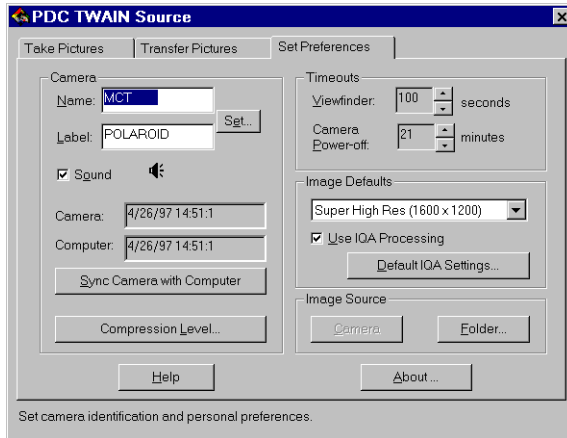 PDC TWAIN Source
Take Pictures
Transfer Pictures
Set Preferences
Camera
Name: MCT
Set...
Label: POLAROID
Sound
Camera: 4/26/97 14:51:1
Computer: 4/26/97 14:51:1
Sync Camera with Computer
Compression Level...
Timeouts
Viewfinder: 100 seconds
Camera
Power-off: 21 minutes
Image Defaults
Super High Res (1600 x 1200)
Use IQA Processing
Default IQA Settings...
Image Source
Camera
Folder...
Help
About ...
Set camera identification and personal preferences.